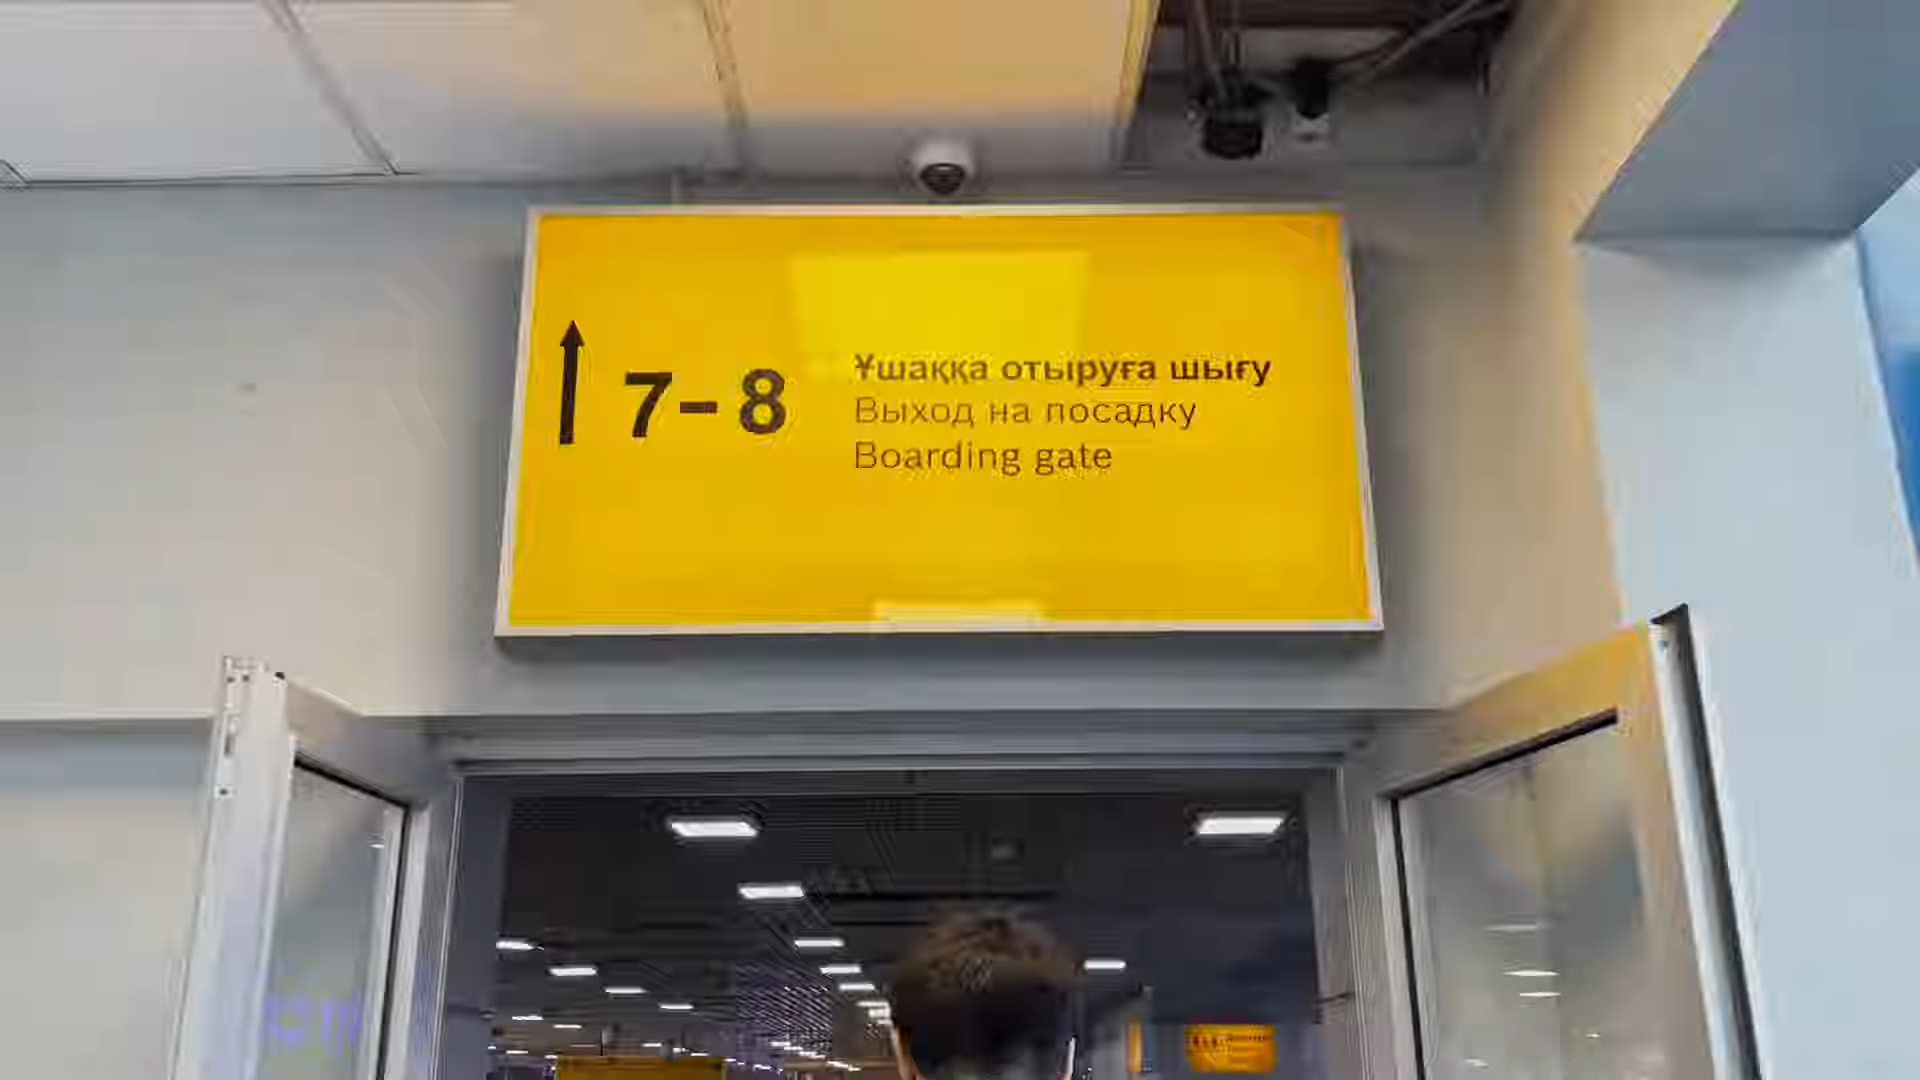 7-8
Ұшаққа отыруға шығу
Выход на посадку
Boarding gate